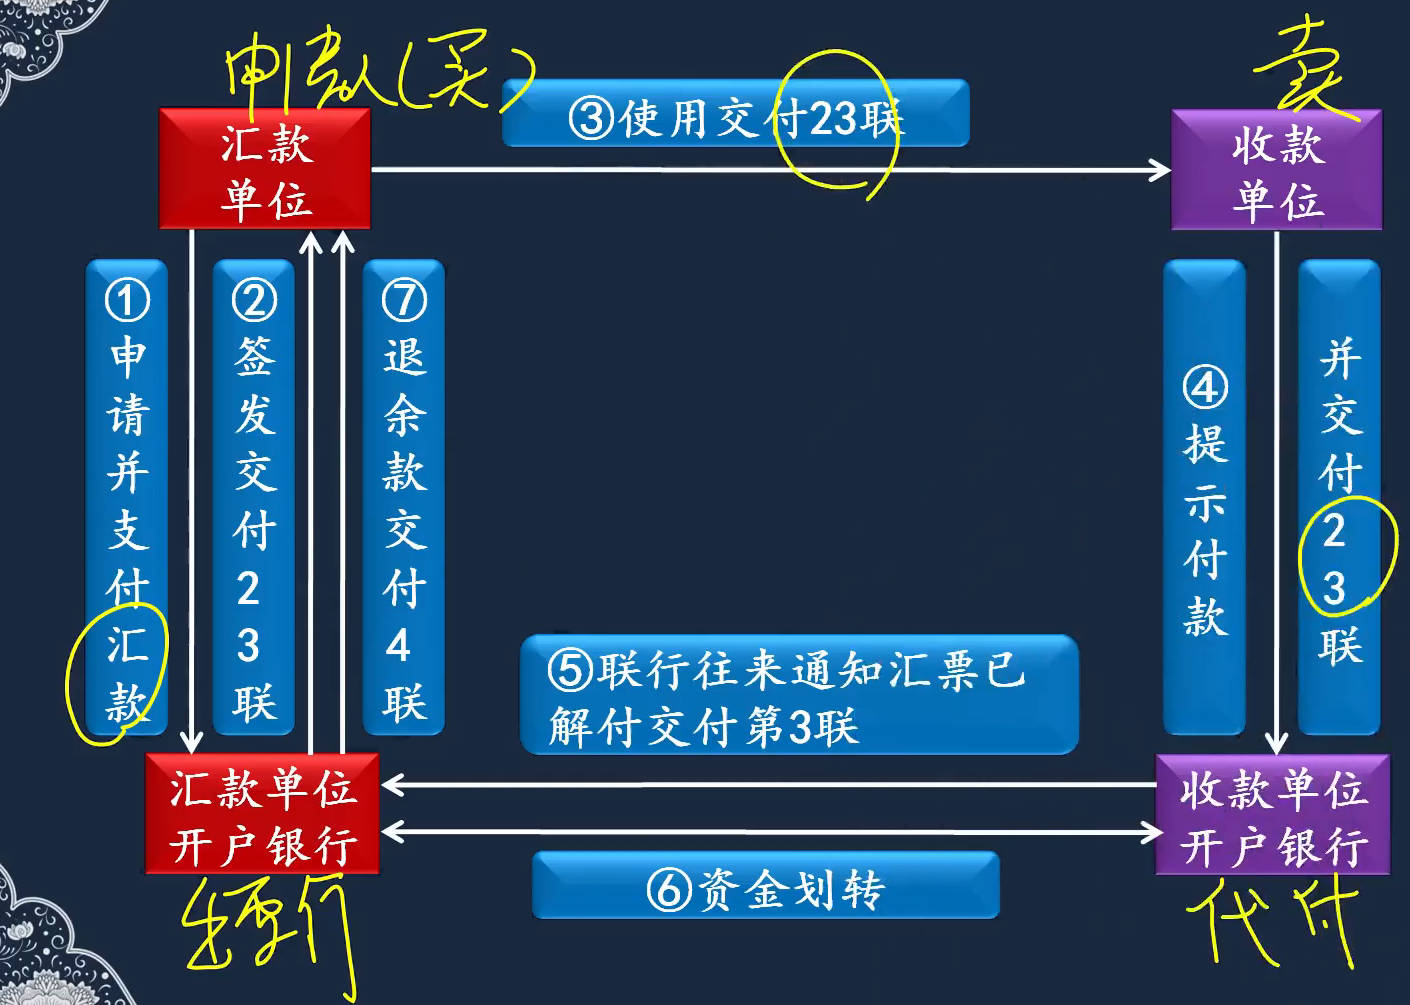 申请人(买)
卖
③使用交付23联
汇款
单位
收款
单位
①申请并支付汇款
②签发交付23联
⑦退余款交付4联
④提示付款
并交付23联
⑤联行往来通知汇票已
解付交付第3联
汇款单位
开户银行
收款单位
开户银行
⑥资金划转
出票行
代付